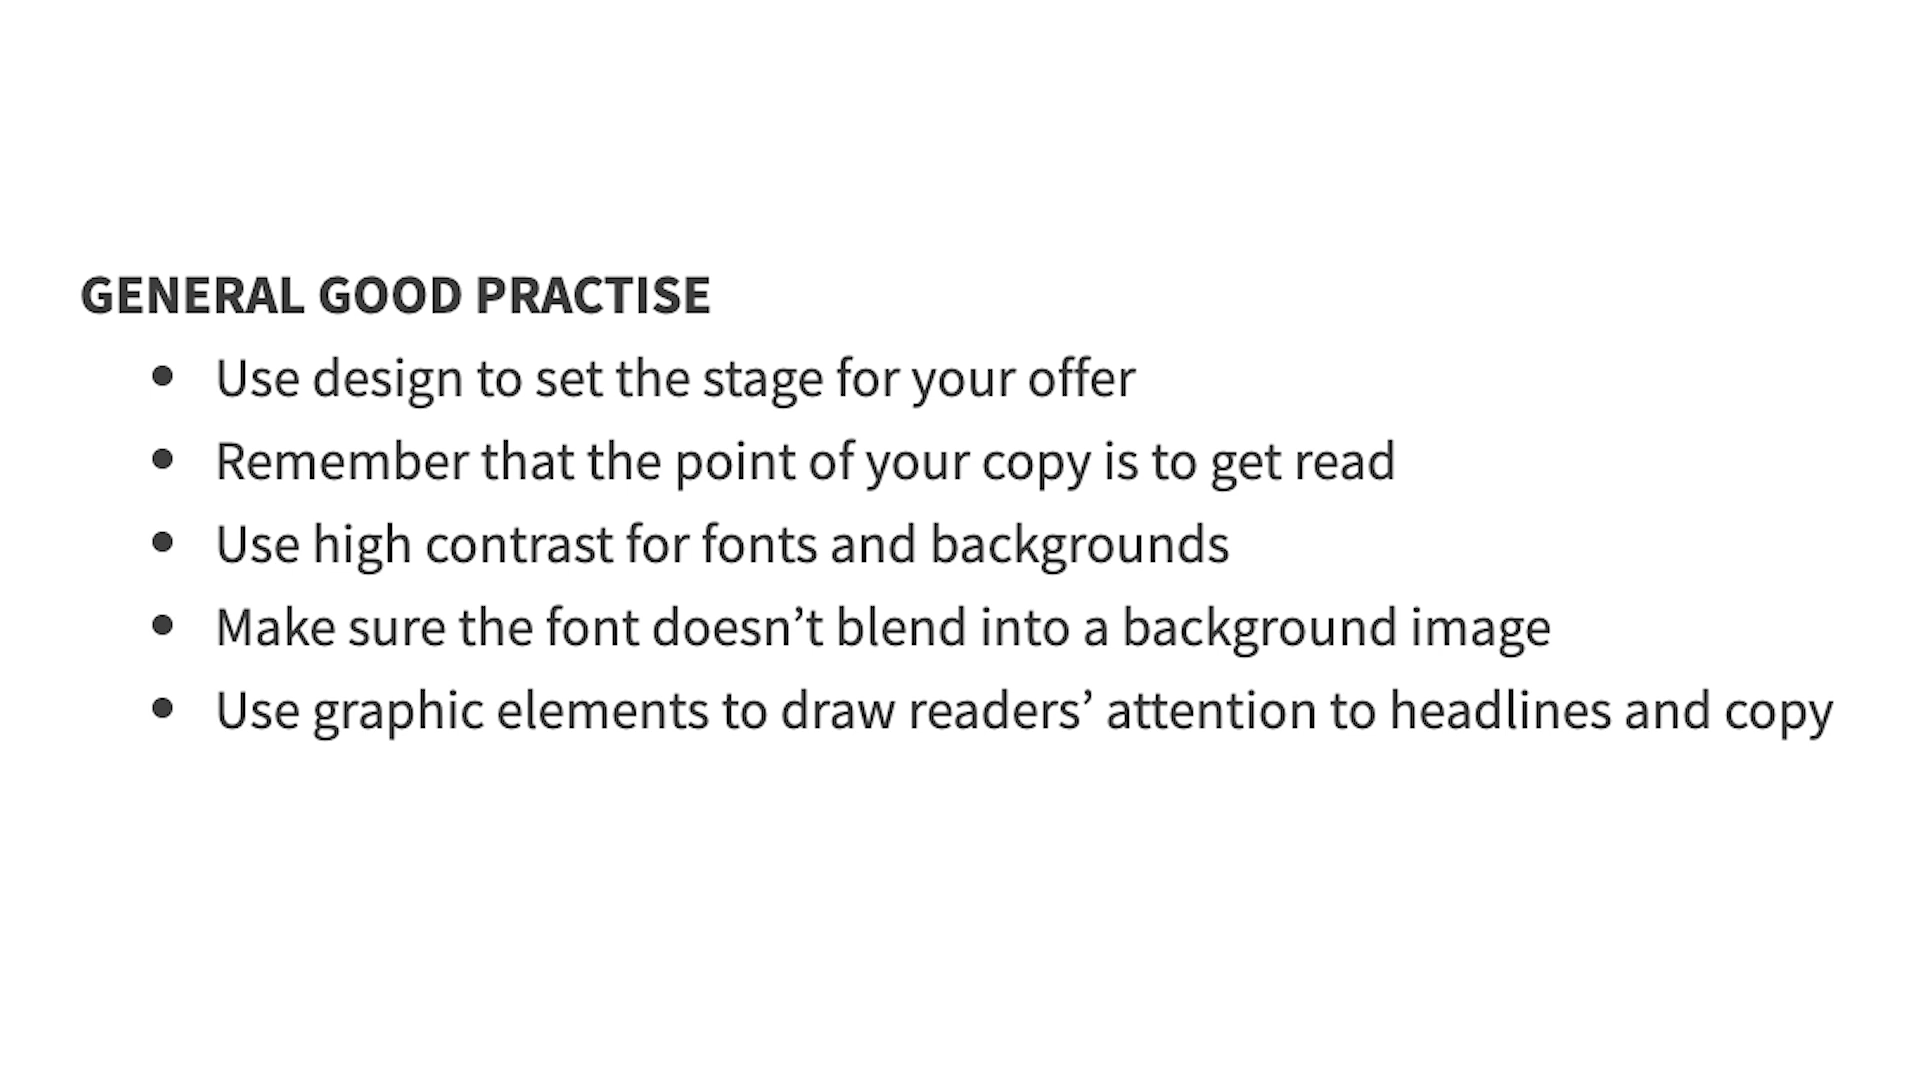 GENERAL GOOD PRACTISE
• Use design to set the stage for your offer
• Remember that the point of your copy is to get read
• Use high contrast for fonts and backgrounds
• Make sure the font doesn’t blend into a background image
• Use graphic elements to draw readers’ attention to headlines and copy